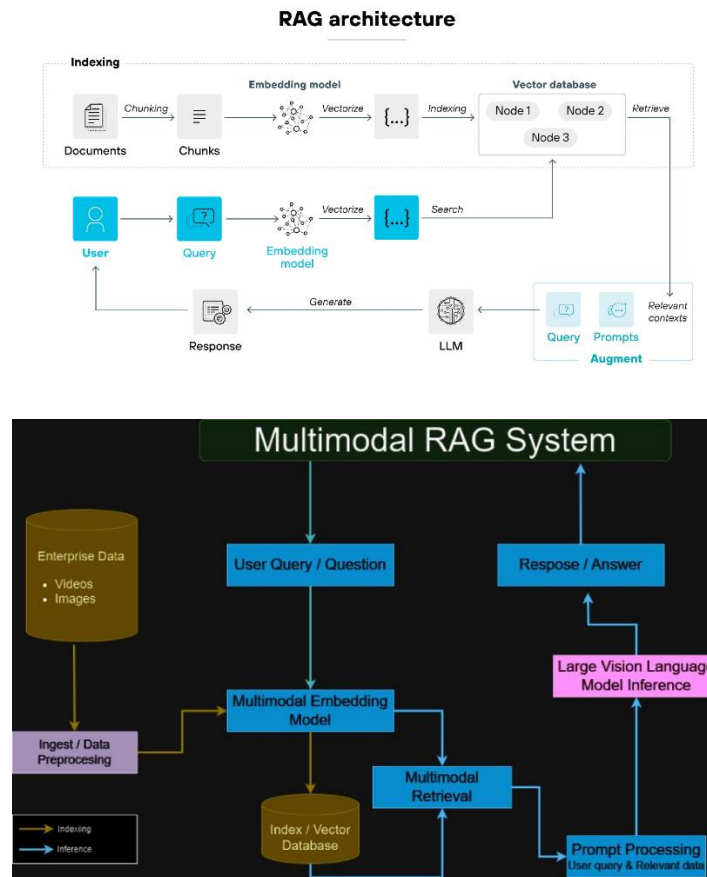 RAG architecture
Indexing
Embedding model
Vector database
Chunking
Vectorize
{...}
Indexing
Node 1
Node 2
Node 3
Retrieve
Documents
Chunks
User
?
Query
Embedding
model
Vectorize
{...}
Search
Response
Generate
LLM
?
Query
Prompts
Relevant
contexts
Augment
Multimodal RAG System
Enterprise Data
• Videos
• Images
User Query / Question
Respose / Answer
Large Vision Language
Model Inference
Multimodal Embedding
Model
Ingest / Data
Preprocesing
Multimodal
Retrieval
Index / Vector
Database
Prompt Processing
User query & Relevant data
Indexiing
Inference